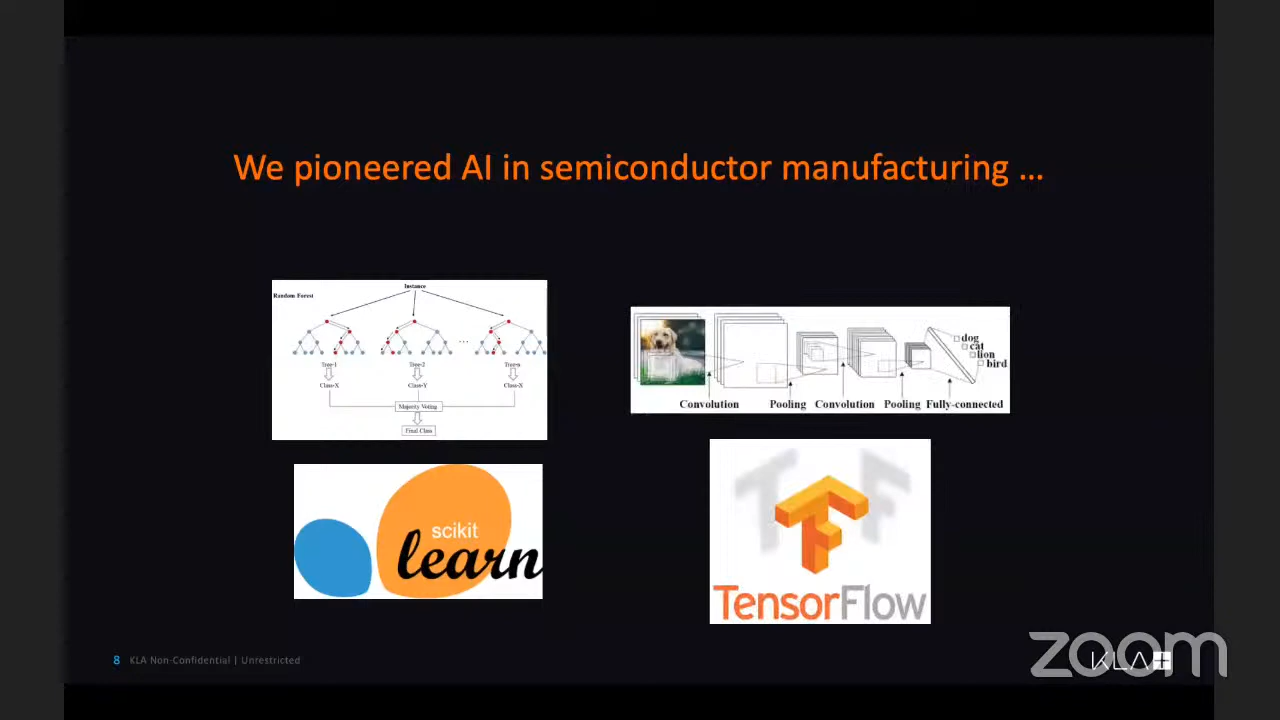 We pioneered AI in semiconductor manufacturing ...
Instance
Random Forest
...
Tree-1 Tree-2 Tree-n
Class-X Class-Y Class-X
Majority Voting
Final Class
dog
cat
lion
bird
Convolution Pooling Convolution Pooling Fully-connected
scikit
learn
TensorFlow
8 KLA Non-Confidential | Unrestricted
KLA
zoom